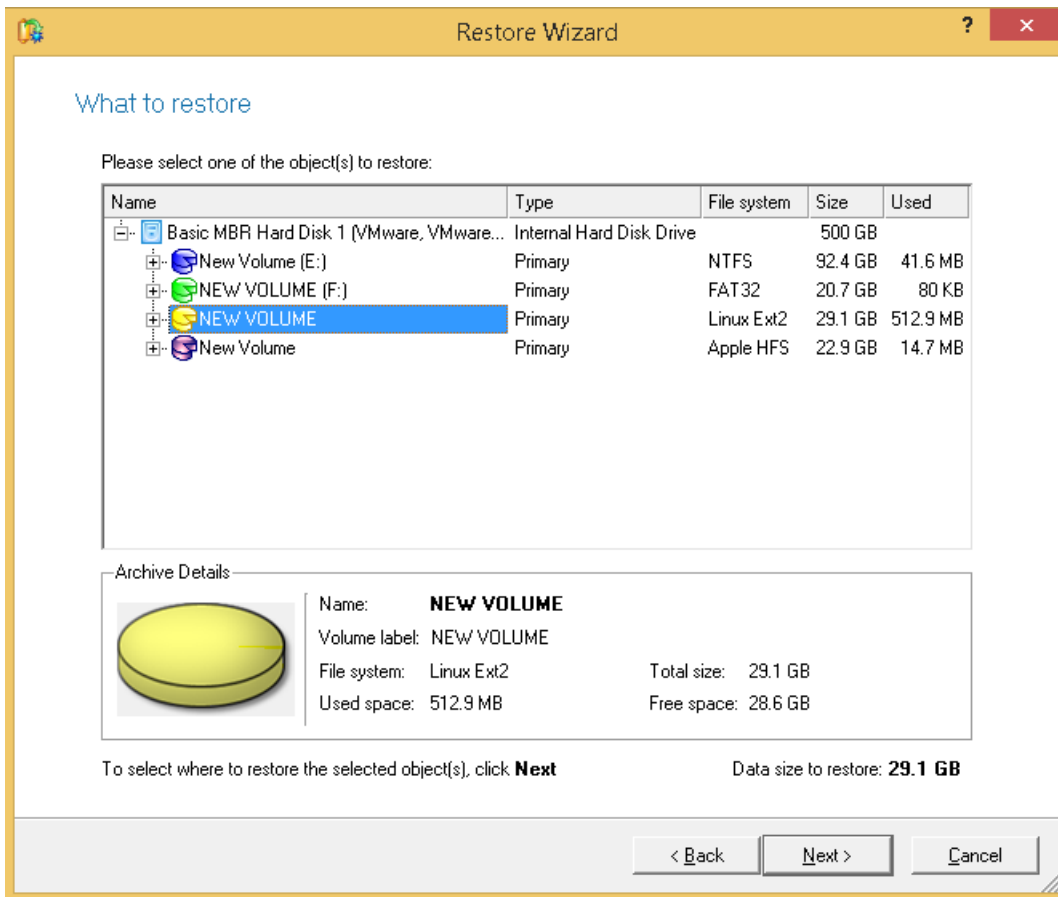 Restore Wizard
?
What to restore
Please select one of the object(s) to restore:
Name Type File system Size Used
Basic MBR Hard Disk 1 (VMware, VMware... Internal Hard Disk Drive 500 GB
New Volume (E:) Primary NTFS 92.4 GB 41.6 MB
NEW VOLUME (F:) Primary FAT32 20.7 GB 80 KB
NEW VOLUME Primary Linux Ext2 29.1 GB 512.9 MB
New Volume Primary Apple HFS 22.9 GB 14.7 MB
Archive Details
Name: NEW VOLUME
Volume label: NEW VOLUME
File system: Linux Ext2 Total size: 29.1 GB
Used space: 512.9 MB Free space: 28.6 GB
To select where to restore the selected object(s), click Next Data size to restore: 29.1 GB
< Back Next > Cancel